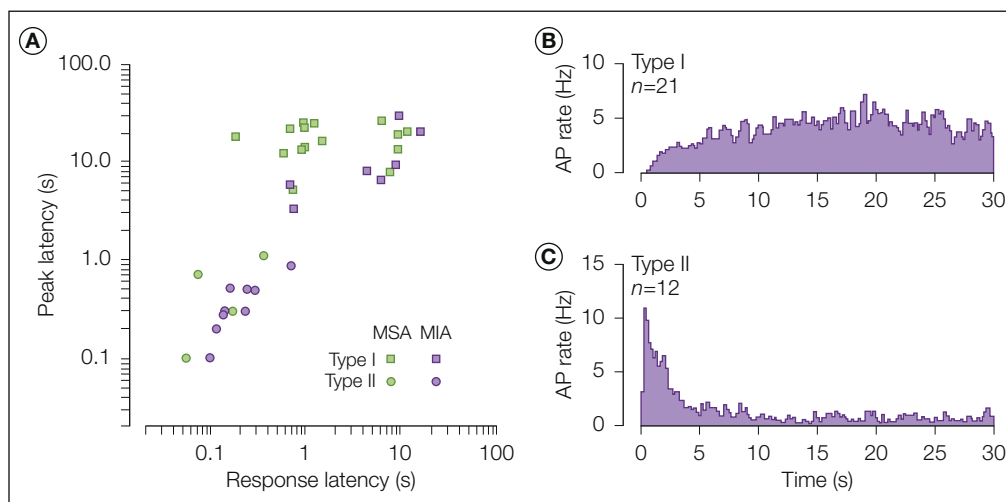 A
Peak latency (s)
100.0
10.0
1.0
0.1
MSA MIA
Type I
Type II
0.1 1 10 100
Response latency (s)
B
Type I
n=21
AP rate (Hz)
10
5
0
0 5 10 15 20 25 30
C
Type II
n=12
AP rate (Hz)
15
10
5
0
0 5 10 15 20 25 30
Time (s)